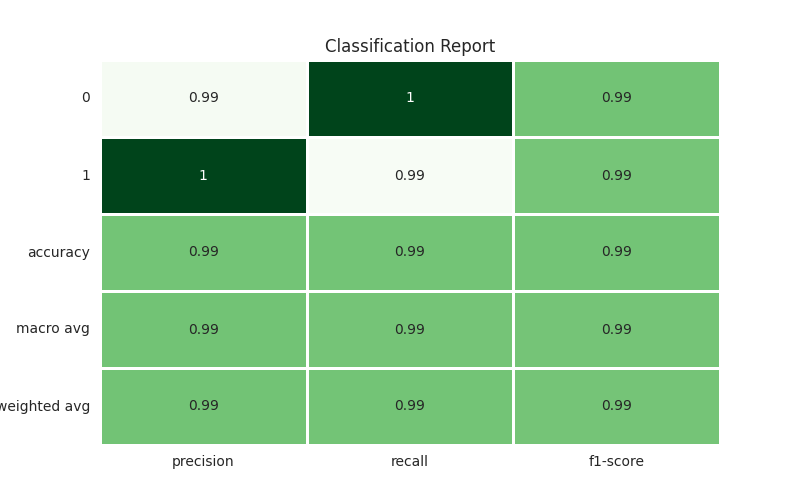 Classification Report
0 0.99 1 0.99
1 1 0.99 0.99
accuracy 0.99 0.99 0.99
macro avg 0.99 0.99 0.99
weighted avg 0.99 0.99 0.99
precision recall f1-score